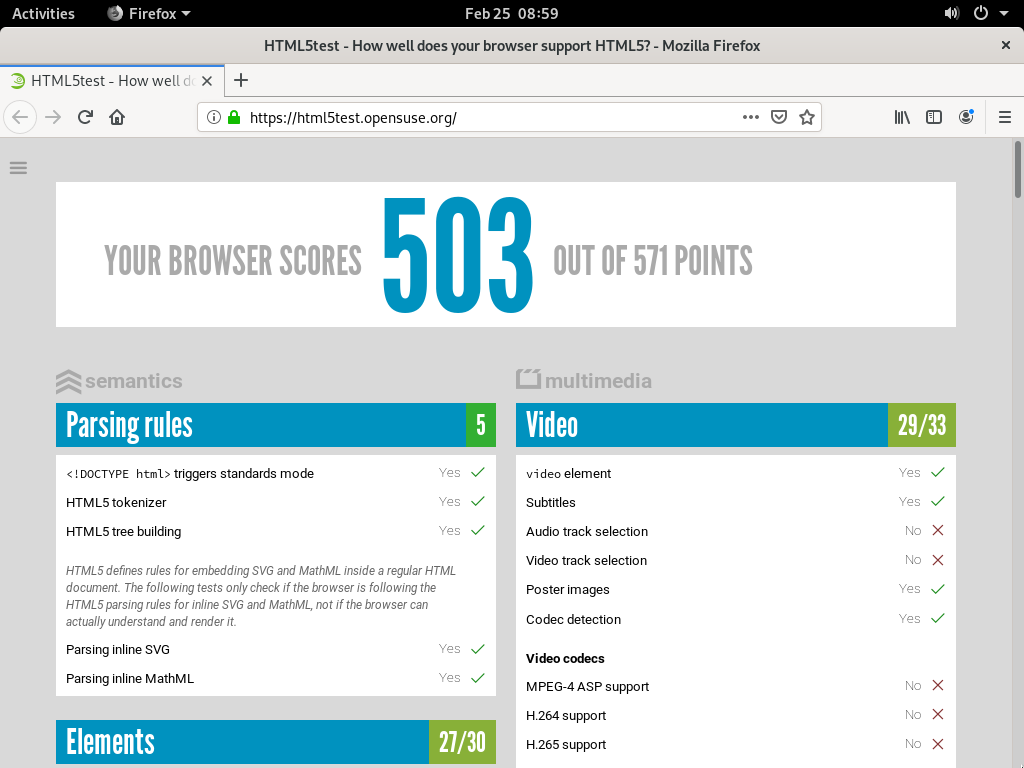 Activities Firefox Feb 25 08:59
HTML5test - How well does your browser support HTML5? - Mozilla Firefox
HTML5test - How well do
https://html5test.opensuse.org/
YOUR BROWSER SCORES 503 OUT OF 571 POINTS
semantics
Parsing rules 5
<!DOCTYPE html> triggers standards mode Yes
HTML5 tokenizer Yes
HTML5 tree building Yes
HTML5 defines rules for embedding SVG and MathML inside a regular HTML
document. The following tests only check if the browser is following the
HTML5 parsing rules for inline SVG and MathML, not if the browser can
actually understand and render it.
Parsing inline SVG Yes
Parsing inline MathML Yes
Elements 27/30
multimedia
Video 29/33
video element Yes
Subtitles Yes
Audio track selection No
Video track selection No
Poster images Yes
Codec detection Yes
Video codecs
MPEG-4 ASP support No
H.264 support No
H.265 support No